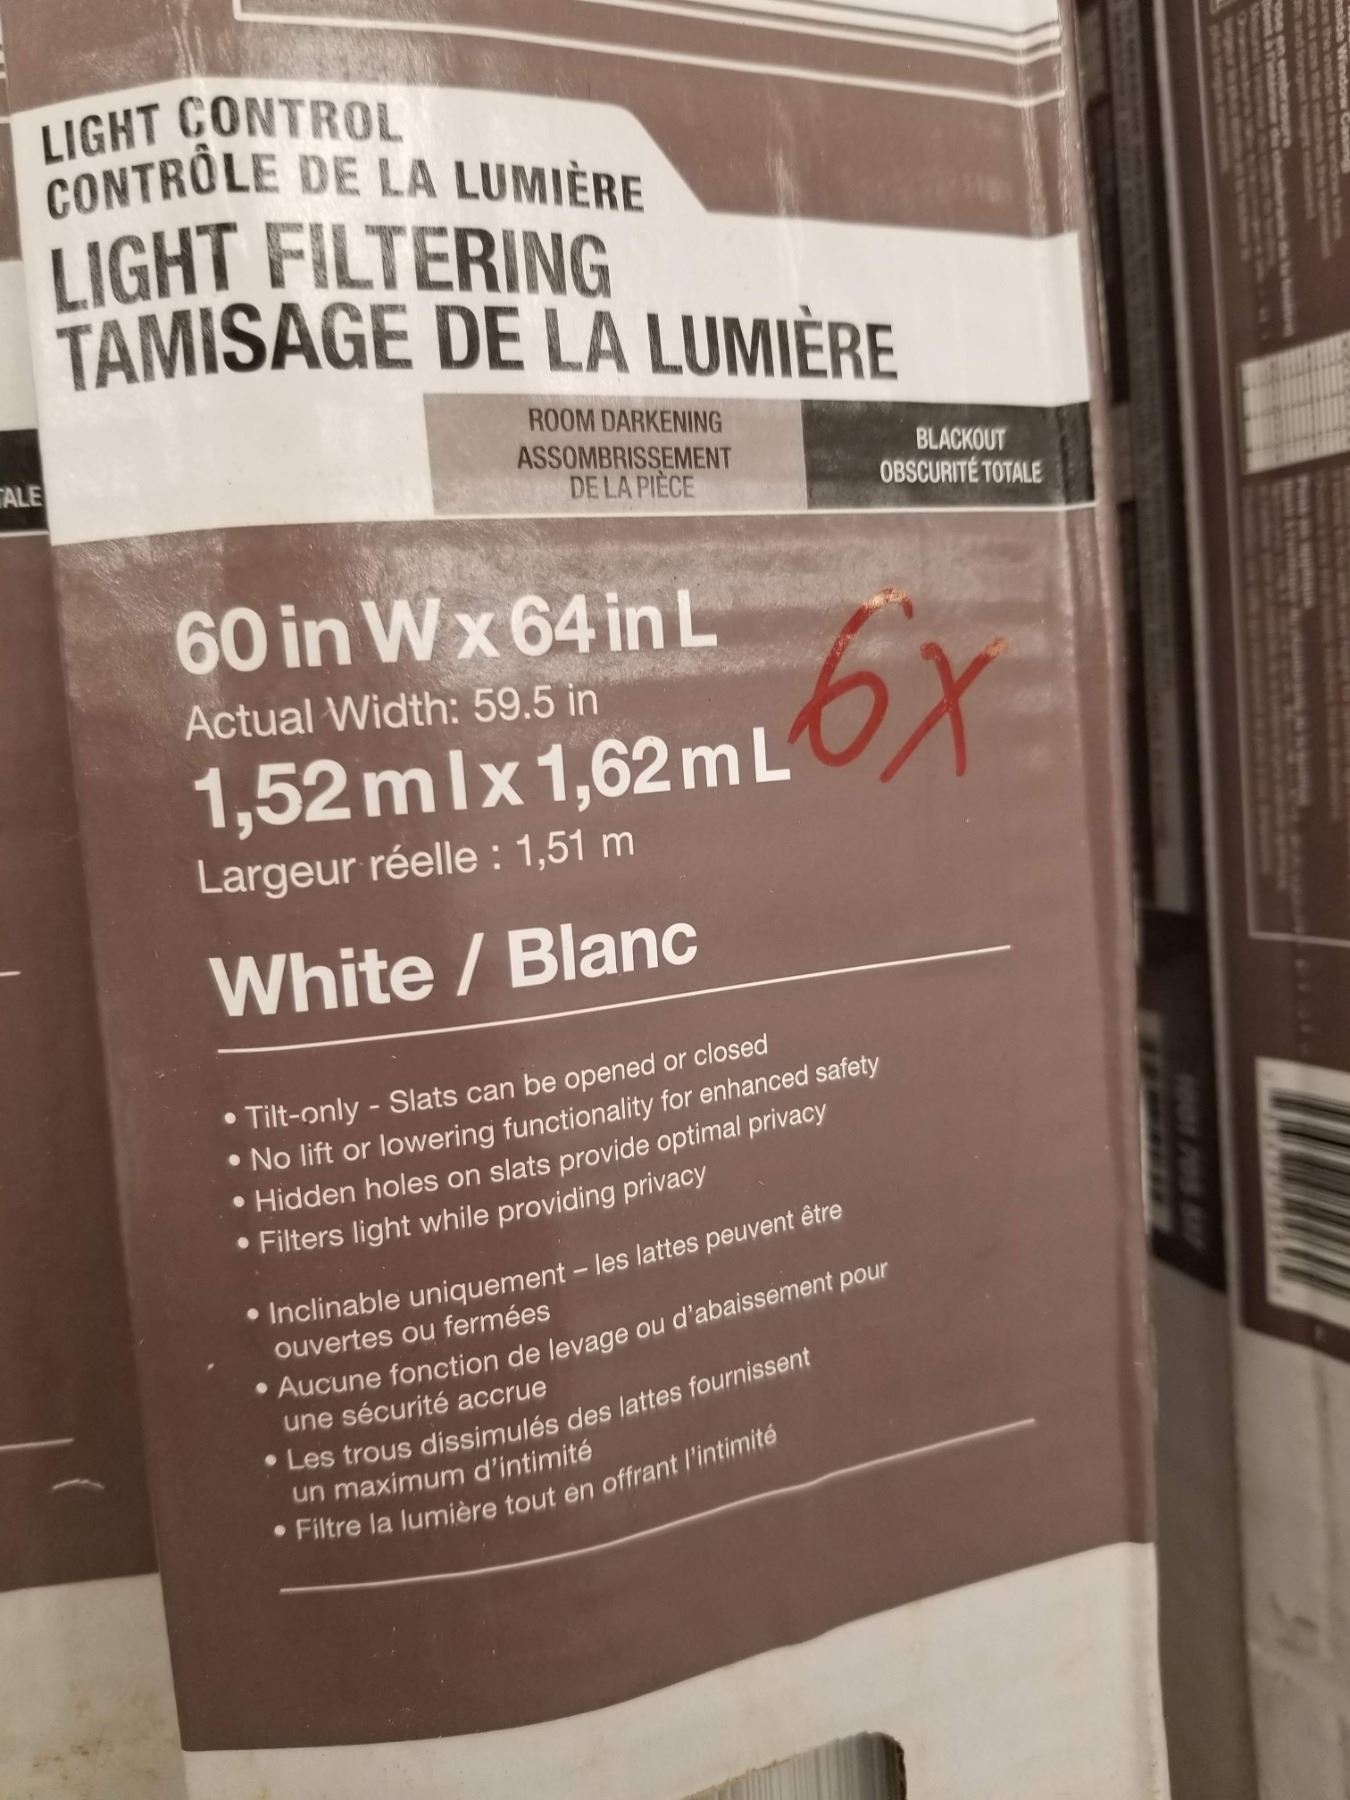 LIGHT CONTROL
CONTRÔLE DE LA LUMIÈRE
LIGHT FILTERING
TAMISAGE DE LA LUMIÈRE
ROOM DARKENING
ASSOMBRISSEMENT
DE LA PIÈCE
BLACKOUT
OBSCURITÉ TOTALE
TALE
60 in W x 64 in L
Actual Width: 59.5 in
1,52 m l x 1,62 m L
Largeur réelle : 1,51 m
6x
White / Blanc
• Tilt-only - Slats can be opened or closed
• No lift or lowering functionality for enhanced safety
• Hidden holes on slats provide optimal privacy
• Filters light while providing privacy
• Inclinable uniquement – les lattes peuvent être
ouvertes ou fermées
• Aucune fonction de levage ou d'abaissement pour
une sécurité accrue
• Les trous dissimulés des lattes fournissent
un maximum d'intimité
• Filtre la lumière tout en offrant l'intimité